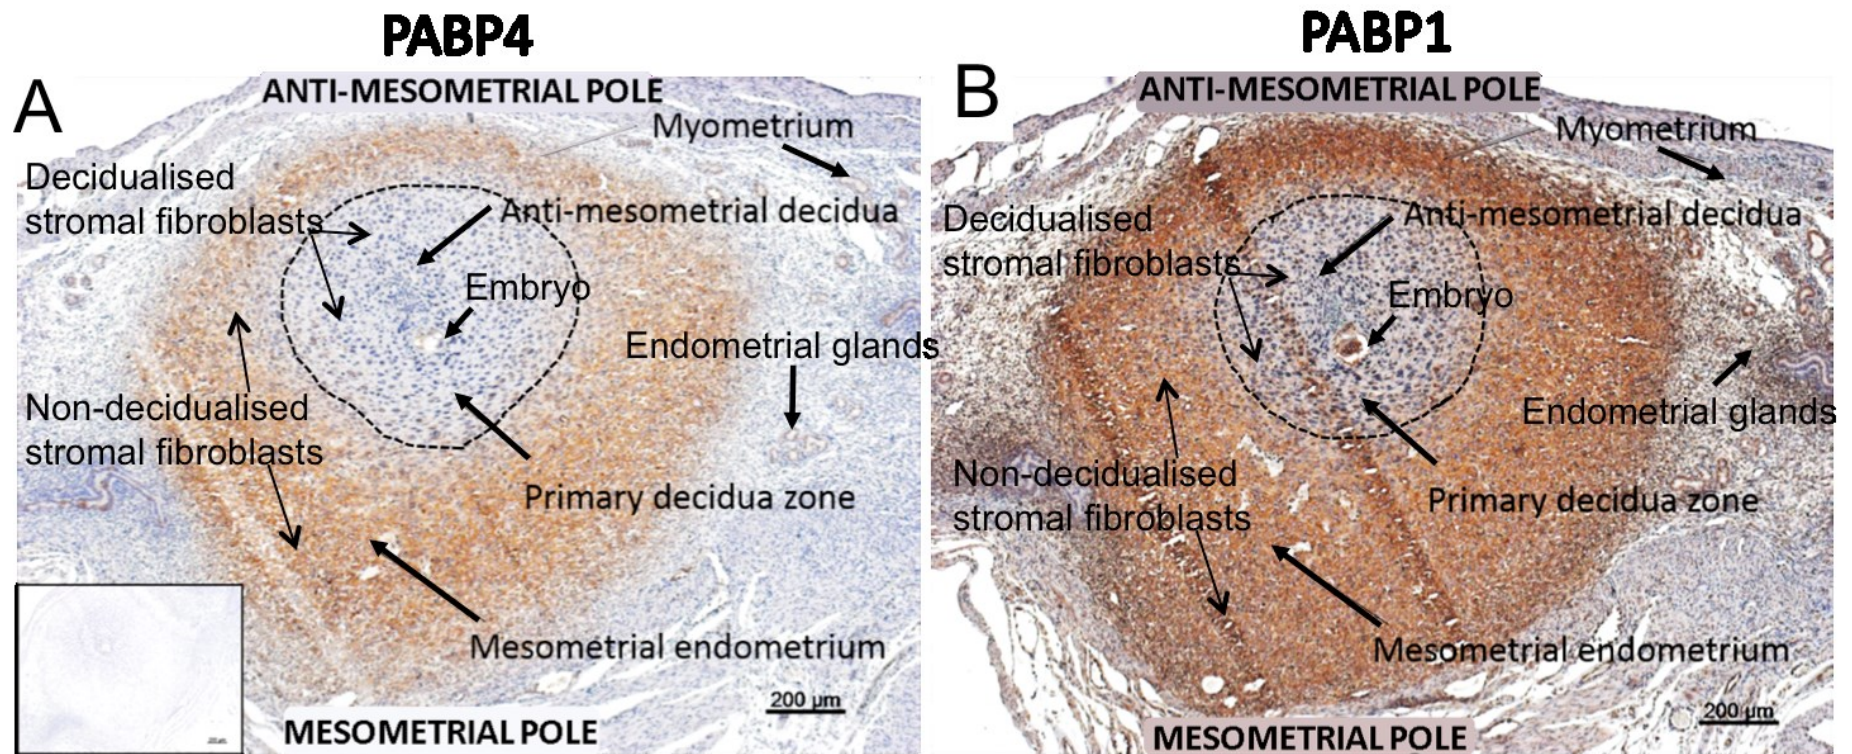 PABP4
PABP1
A
ANTI-MESOMETRIAL POLE
Myometrium
Decidualised
stromal fibroblasts
Anti-mesometrial decidua
Embryo
Endometrial glands
Non-decidualised
stromal fibroblasts
Primary decidua zone
Mesometrial endometrium
200 µm
MESOMETRIAL POLE
B
ANTI-MESOMETRIAL POLE
Myometrium
Decidualised
stromal fibroblasts
Anti-mesometrial decidua
Embryo
Endometrial glands
Non-decidualised
stromal fibroblasts
Primary decidua zone
Mesometrial endometrium
200 µm
MESOMETRIAL POLE